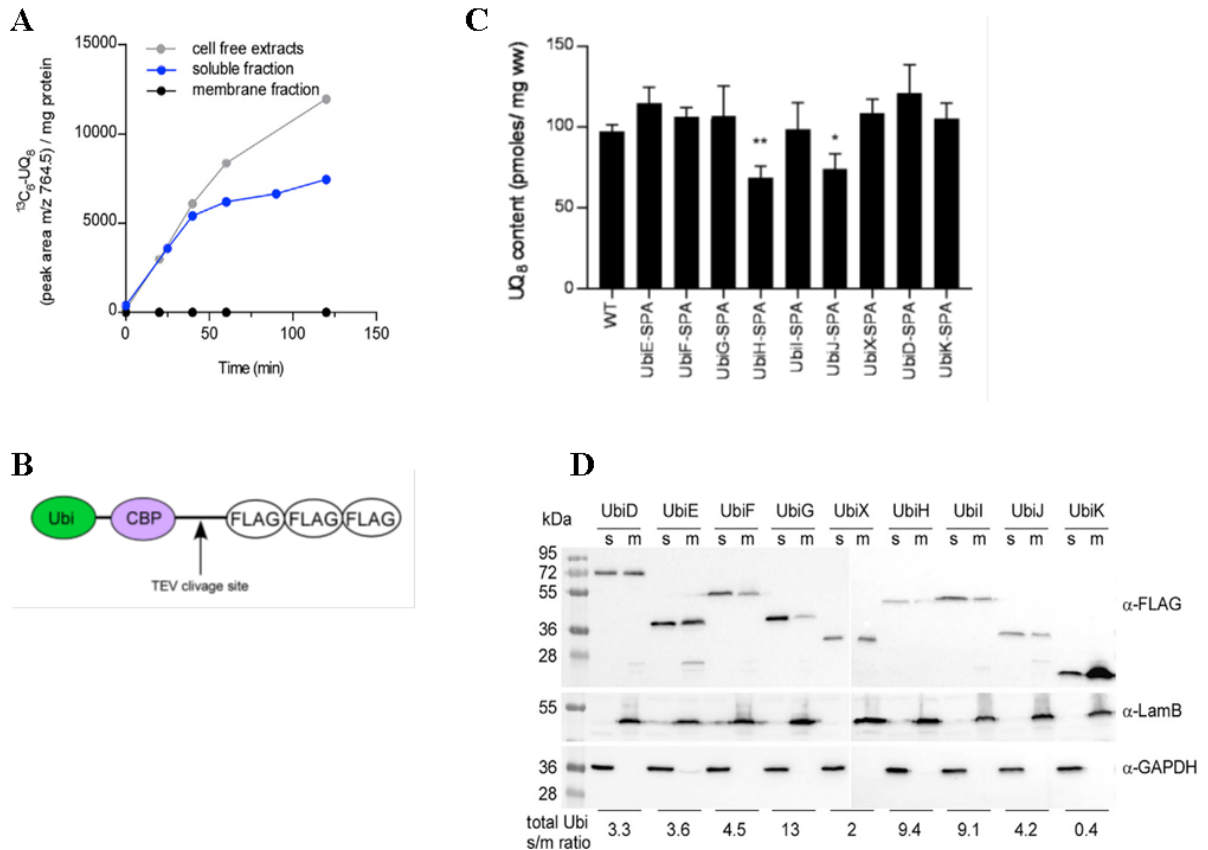 A
15000
10000
5000
0
cell free extracts
soluble fraction
membrane fraction
¹³C₆-UQ₈
(peak area m/z 764.5) / mg protein
0 50 100 150
Time (min)
C
UQ₈ content (pmoles/ mg ww)
150
100
50
0
**
*
WT
UbiE-SPA
UbiF-SPA
UbiG-SPA
UbiH-SPA
UbiI-SPA
UbiJ-SPA
UbiX-SPA
UbiD-SPA
UbiK-SPA
B
Ubi CBP FLAG FLAG FLAG
TEV clivage site
D
kDa UbiD UbiE UbiF UbiG UbiX UbiH UbiI UbiJ UbiK
s m s m s m s m s m s m s m s m s m
95
72
55
36
28
α-FLAG
55
α-LamB
36
28
α-GAPDH
total Ubi
s/m ratio
3.3 3.6 4.5 13 2 9.4 9.1 4.2 0.4